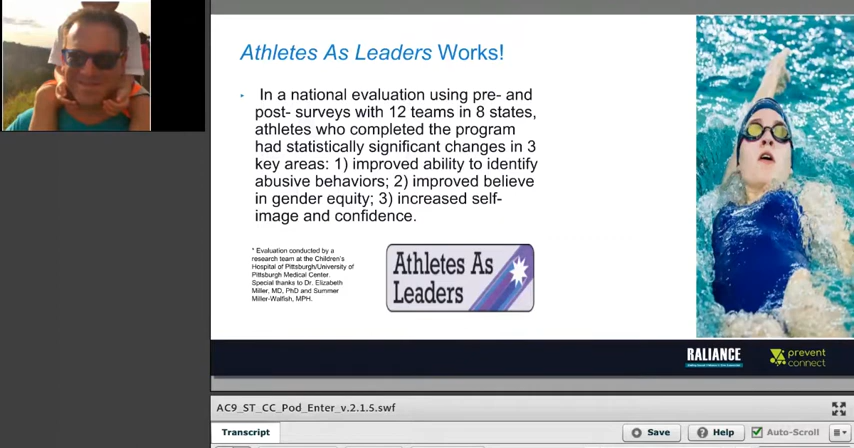 Athletes As Leaders Works!
In a national evaluation using pre- and
post- surveys with 12 teams in 8 states,
athletes who completed the program
had statistically significant changes in 3
key areas: 1) improved ability to identify
abusive behaviors; 2) improved believe
in gender equity; 3) increased self-
image and confidence.
* Evaluation conducted by a
research team at the Children's
Hospital of Pittsburgh/University of
Pittsburgh Medical Center.
Special thanks to Dr. Elizabeth
Miller, MD, PhD and Summer
Miller-Walfish, MPH.
Athletes As
Leaders
RALIANCE
prevent
connect
AC9_ST_CC_Pod_Enter_v.2.1.5.swf
Transcript
Save
Help
Auto-Scroll